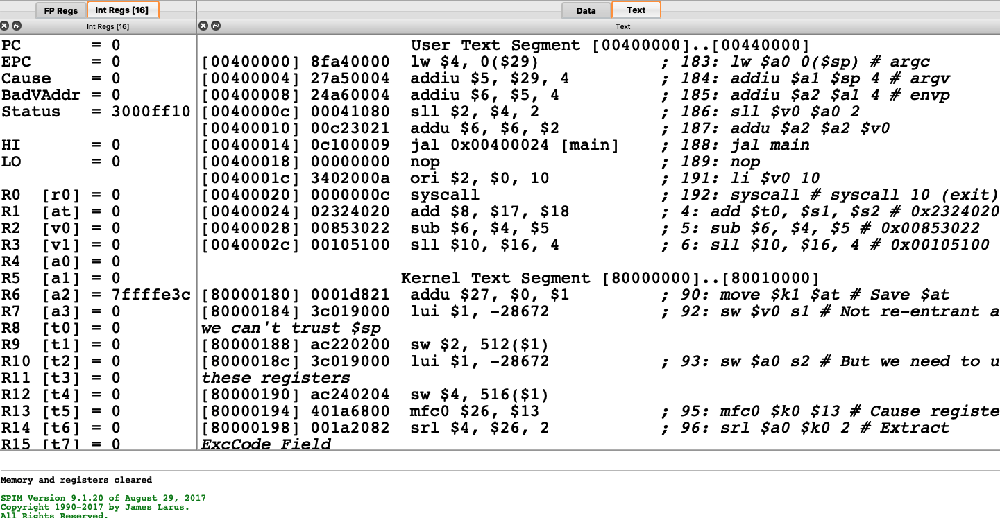 FP Regs Int Regs [16] Data Text
Int Regs [16] Text
PC = 0
EPC = 0
Cause = 0
BadVAddr = 0
Status = 3000ff10
HI = 0
LO = 0
R0 [r0] = 0
R1 [at] = 0
R2 [v0] = 0
R3 [v1] = 0
R4 [a0] = 0
R5 [a1] = 0
R6 [a2] = 7ffffe3c
R7 [a3] = 0
R8 [t0] = 0
R9 [t1] = 0
R10 [t2] = 0
R11 [t3] = 0
R12 [t4] = 0
R13 [t5] = 0
R14 [t6] = 0
R15 [t7] = 0
User Text Segment [00400000]..[00440000]
[00400000] 8fa40000 lw $4, 0($29) ; 183: lw $a0 0($sp) # argc
[00400004] 27a50004 addiu $5, $29, 4 ; 184: addiu $a1 $sp 4 # argv
[00400008] 24a60004 addiu $6, $5, 4 ; 185: addiu $a2 $a1 4 # envp
[0040000c] 00041080 sll $2, $4, 2 ; 186: sll $v0 $a0 2
[00400010] 00c23021 addu $6, $6, $2 ; 187: addu $a2 $a2 $v0
[00400014] 0c100009 jal 0x00400024 [main] ; 188: jal main
[00400018] 00000000 nop ; 189: nop
[0040001c] 3402000a ori $2, $0, 10 ; 191: li $v0 10
[00400020] 0000000c syscall ; 192: syscall # syscall 10 (exit)
[00400024] 02324020 add $8, $17, $18 ; 4: add $t0, $s1, $s2 # 0x2324020
[00400028] 00853022 sub $6, $4, $5 ; 5: sub $6, $4, $5 # 0x00853022
[0040002c] 00105100 sll $10, $16, 4 ; 6: sll $10, $16, 4 # 0x00105100
Kernel Text Segment [80000000]..[80010000]
[80000180] 0001d821 addu $27, $0, $1 ; 90: move $k1 $at # Save $at
[80000184] 3c019000 lui $1, -28672 ; 92: sw $v0 s1 # Not re-entrant a
we can't trust $sp
[80000188] ac220200 sw $2, 512($1)
[8000018c] 3c019000 lui $1, -28672 ; 93: sw $a0 s2 # But we need to u
these registers
[80000190] ac240204 sw $4, 516($1)
[80000194] 401a6800 mfc0 $26, $13 ; 95: mfc0 $k0 $13 # Cause registe
[80000198] 001a2082 srl $4, $26, 2 ; 96: srl $a0 $k0 2 # Extract
ExcCode Field
Memory and registers cleared
SPIM Version 9.1.20 of August 29, 2017
Copyright 1990-2017 by James Larus.
All Rights Reserved.